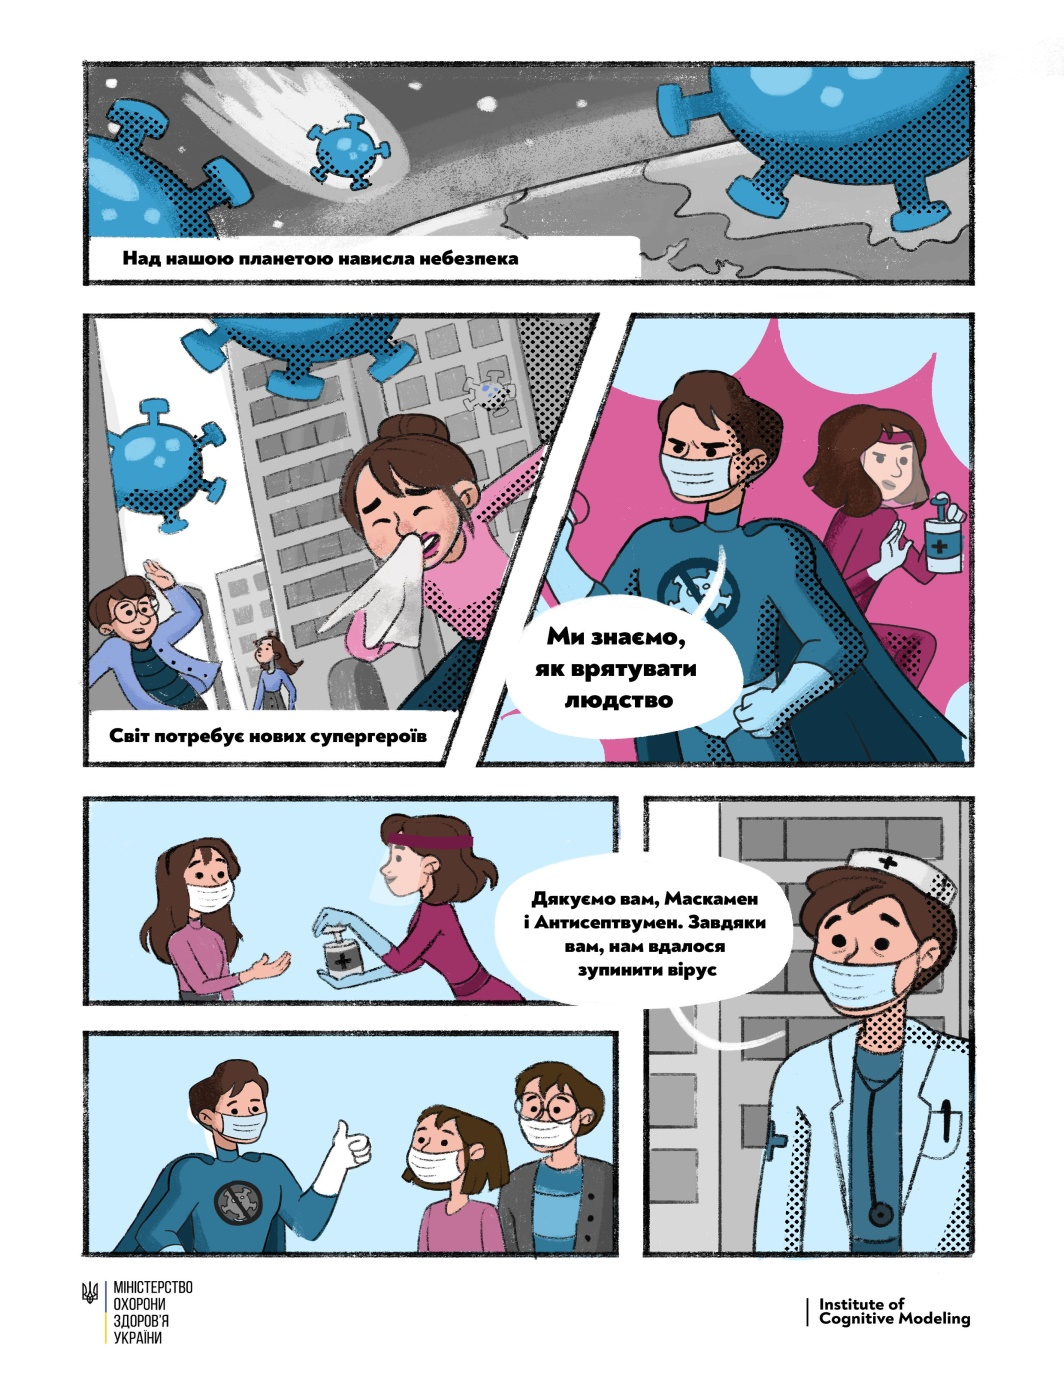 Над нашою планетою нависла небезпека
Світ потребує нових супергероїв
Ми знаємо,
як врятувати
людство
Дякуємо вам, Маскамен
і Антисептвумен. Завдяки
вам, нам вдалося
зупинити вірус
МІНІСТЕРСТВО
ОХОРОНИ
ЗДОРОВ'Я
УКРАЇНИ
Institute of
Cognitive Modeling